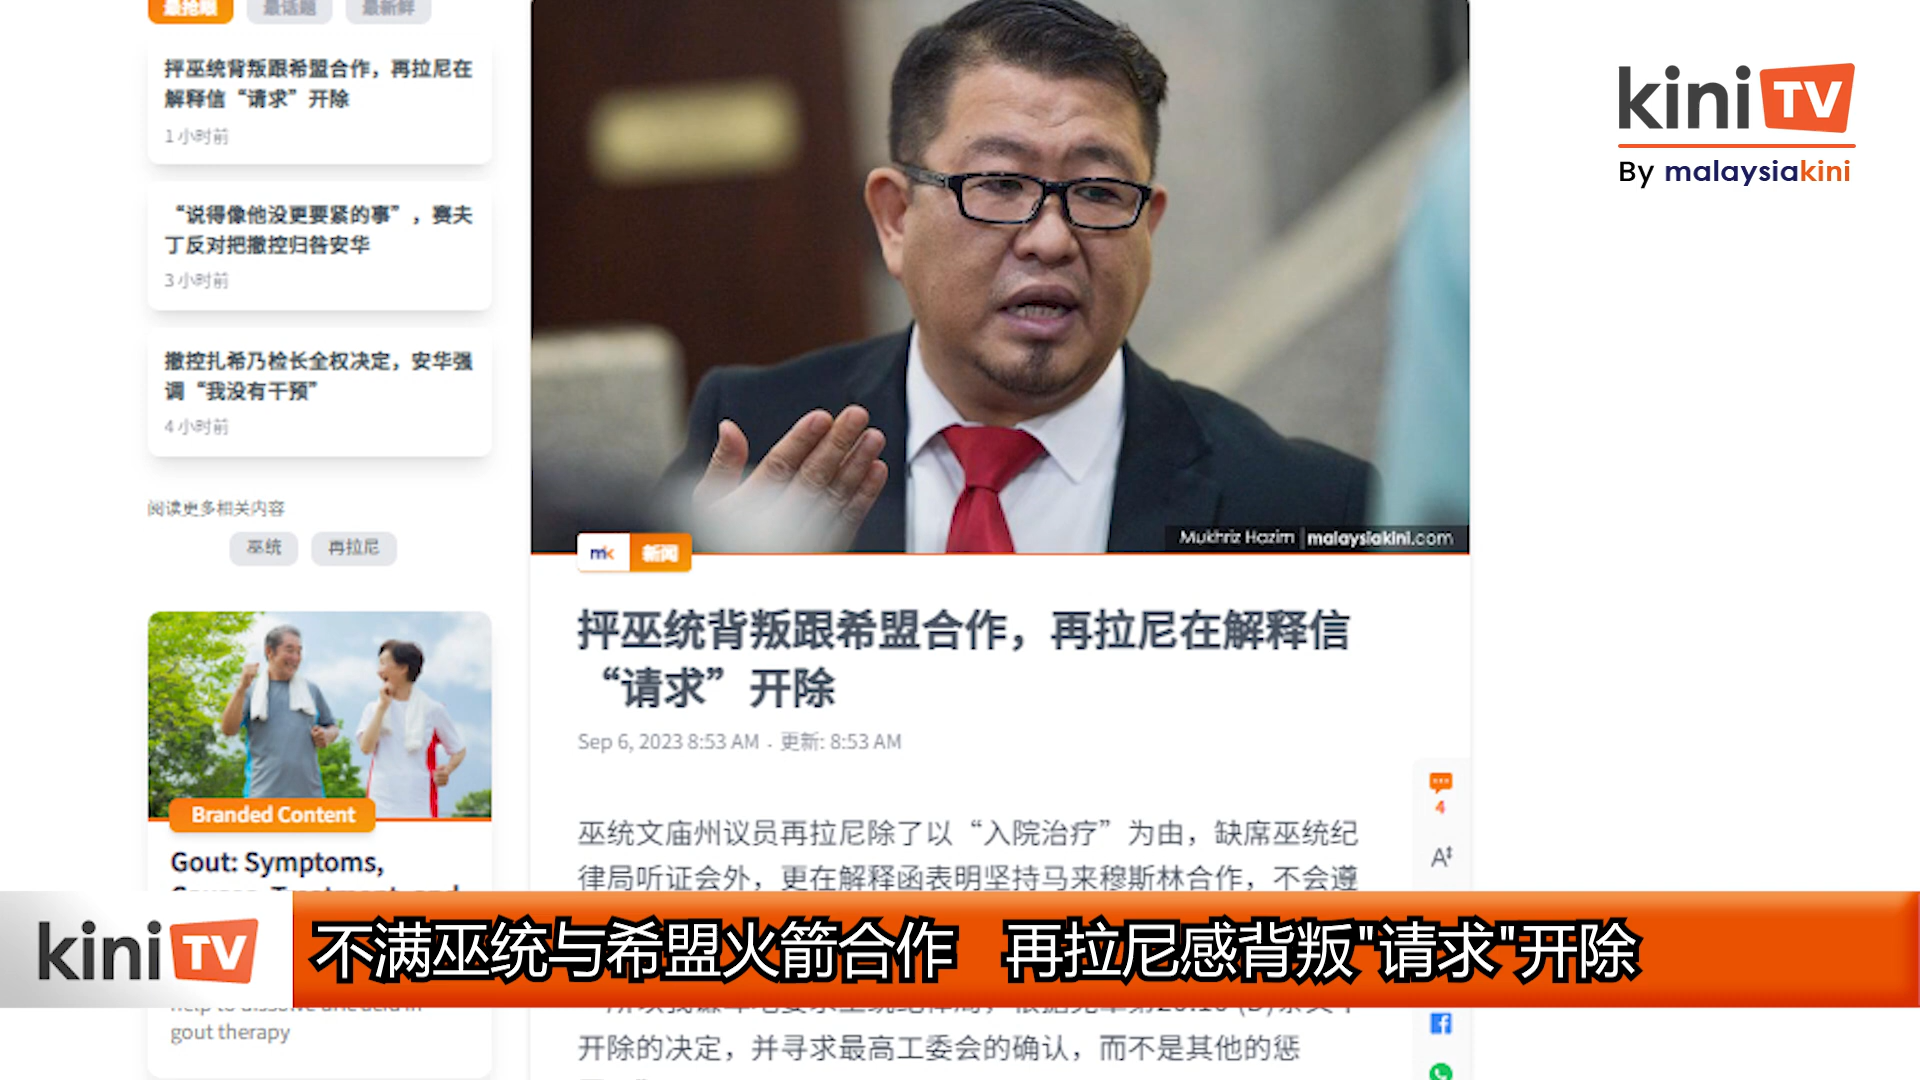 最抢眼
最话题
最新鲜
抨巫统背叛跟希盟合作，再拉尼在
解释信“请求”开除
1 小时前
“说得像他没更要紧的事”，赛夫
丁反对把撤控归咎安华
3 小时前
撤控扎希乃检长全权决定，安华强
调“我没有干预”
4 小时前
阅读更多相关内容
巫统
再拉尼
Branded Content
Gout: Symptoms,
gout therapy
Mukhriz Hazim | malaysiakini.com
mk 新闻
抨巫统背叛跟希盟合作，再拉尼在解释信
“请求”开除
Sep 6, 2023 8:53 AM . 更新: 8:53 AM
巫统文庙州议员再拉尼除了以“入院治疗”为由，缺席巫统纪
律局听证会外，更在解释函表明坚持马来穆斯林合作，不会遵
开除的决定，并寻求最高工委会的确认，而不是其他的惩
4
A
kini TV
By malaysiakini
kini TV
不满巫统与希盟火箭合作 再拉尼感背叛"请求"开除